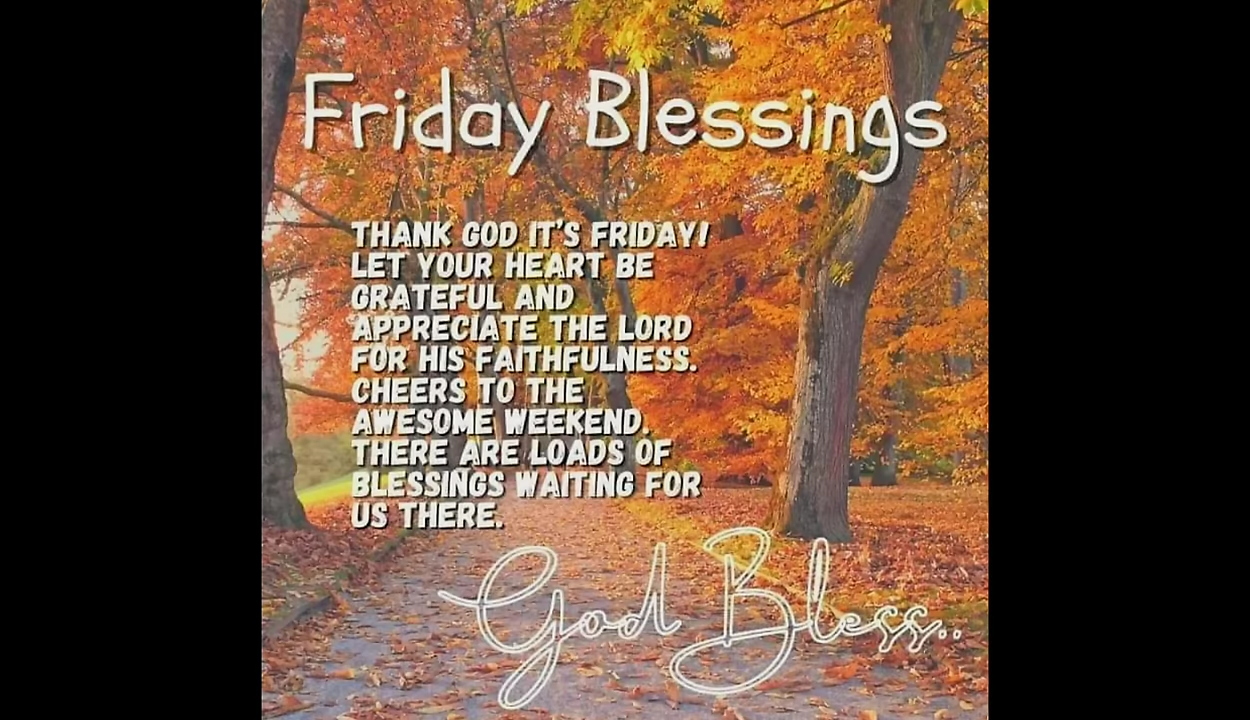 Friday Blessings
THANK GOD IT'S FRIDAY!
LET YOUR HEART BE
GRATEFUL AND
APPRECIATE THE LORD
FOR HIS FAITHFULNESS.
CHEERS TO THE
AWESOME WEEKEND.
THERE ARE LOADS OF
BLESSINGS WAITING FOR
US THERE.
God Bless..